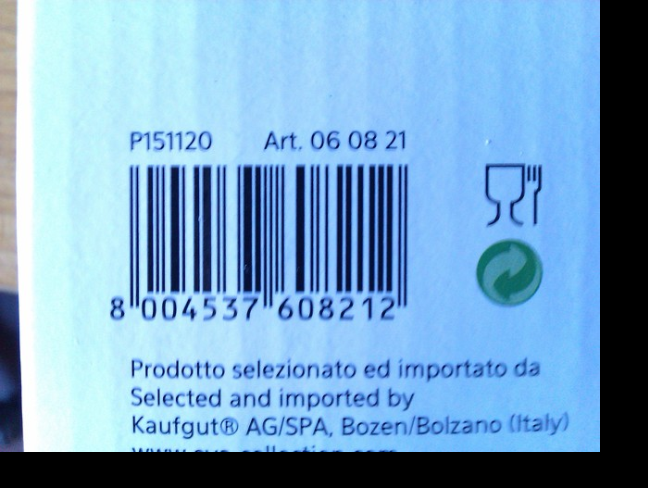 P151120 Art. 06 08 21
8 004537 608212
Prodotto selezionato ed importato da
Selected and imported by
Kaufgut® AG/SPA, Bozen/Bolzano (Italy)